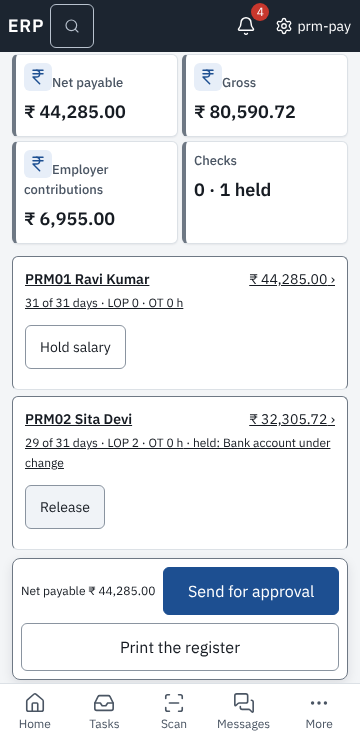 ERP
4
prm-pay
₹ Net payable
₹ 44,285.00
₹ Gross
₹ 80,590.72
₹ Employer
contributions
₹ 6,955.00
Checks
0 · 1 held
PRM01 Ravi Kumar
₹ 44,285.00 ›
31 of 31 days · LOP 0 · OT 0 h
Hold salary
PRM02 Sita Devi
₹ 32,305.72 ›
29 of 31 days · LOP 2 · OT 0 h · held: Bank account under
change
Release
Net payable ₹ 44,285.00
Send for approval
Print the register
Home
Tasks
Scan
Messages
More